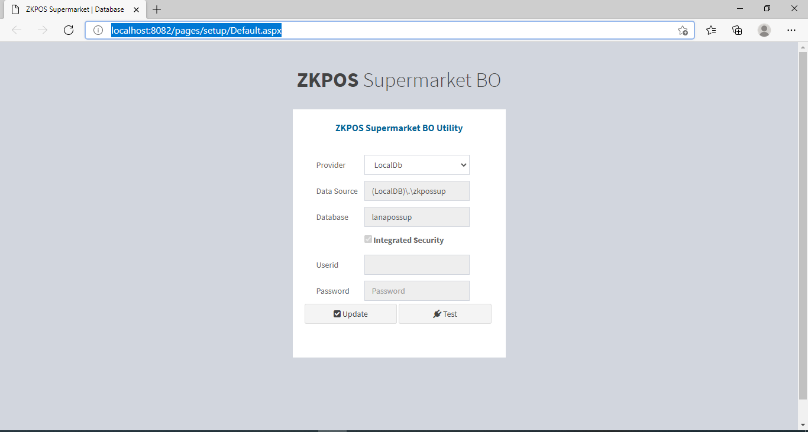 ZKPOS Supermarket | Database
localhost:8082/pages/setup/Default.aspx
ZKPOS Supermarket BO
ZKPOS Supermarket BO Utility
Provider LocalDb
Data Source (LocalDB)\.\zkpossup
Database lanapossup
Integrated Security
Userid
Password Password
Update Test